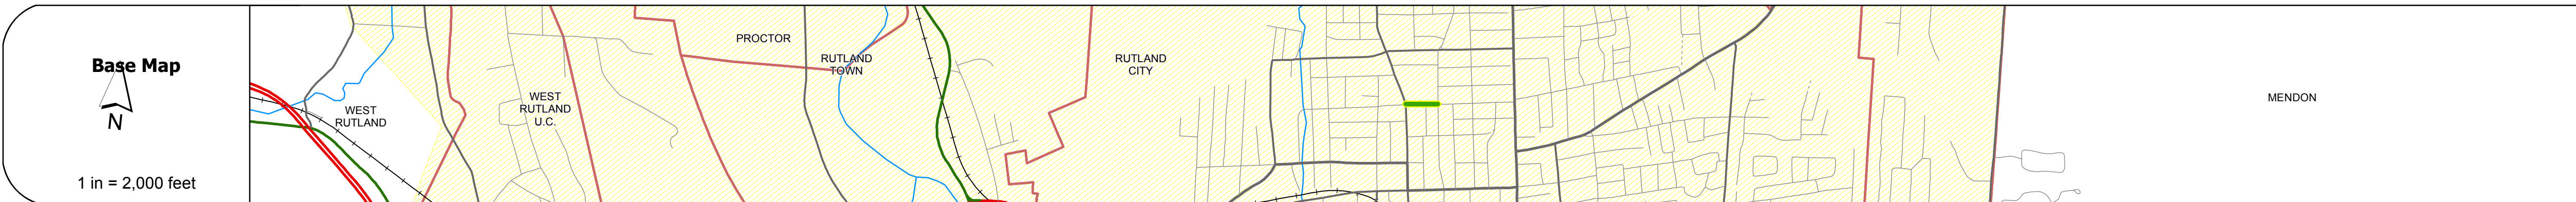 Base Map
N
1 in = 2,000 feet
WEST
RUTLAND
WEST
RUTLAND
U.C.
PROCTOR
RUTLAND
TOWN
RUTLAND
CITY
MENDON